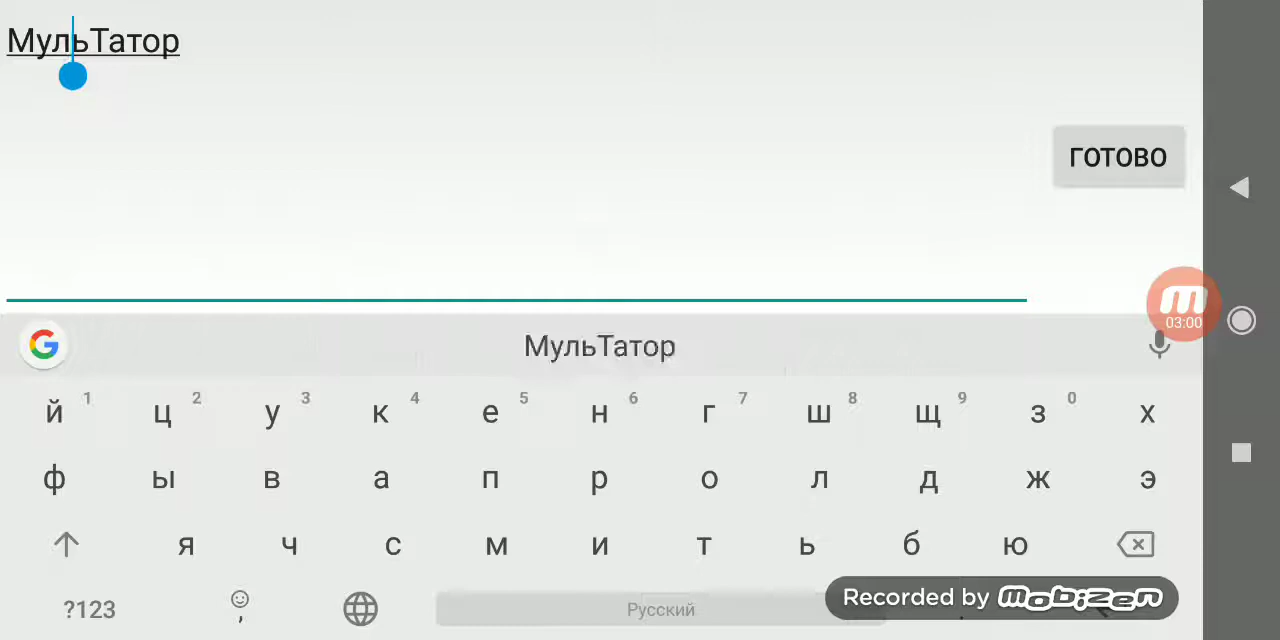 МульТатор
ГОТОВО
03:00
МульТатор
й 1 ц 2 у 3 к 4 е 5 н 6 г 7 ш 8 щ 9 з 0 х
ф ы в а п р о л д ж э
я ч с м и т ь б ю
?123 , Русский .
Recorded by mobizen